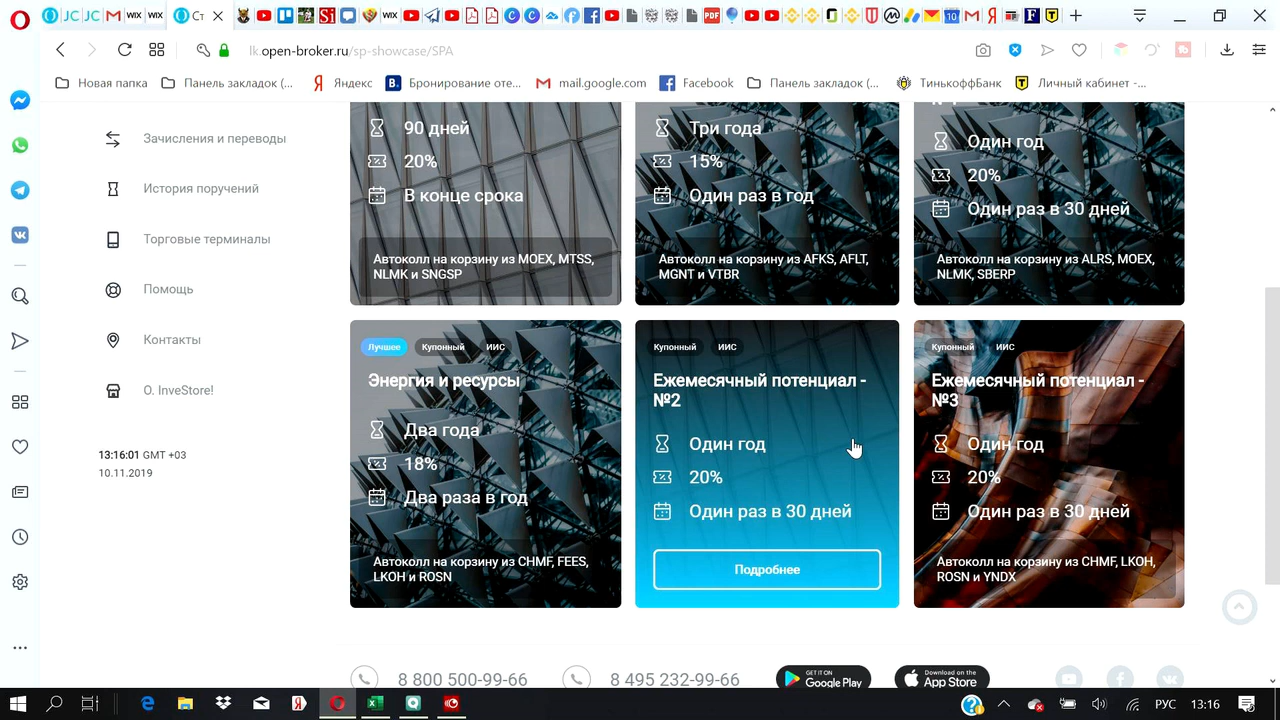 lk.open-broker.ru/sp-showcase/SPA
Новая папка
Панель закладок (...
Яндекс
Бронирование оте...
mail.google.com
Facebook
Панель закладок (...
ТинькоффБанк
Личный кабинет -...
Зачисления и переводы
История поручений
Торговые терминалы
Помощь
Контакты
O. InveStore!
13:16:01 GMT +03
10.11.2019
90 дней
20%
В конце срока
Автоколл на корзину из MOEX, MTSS,
NLMK и SNGSP
Три года
15%
Один раз в год
Автоколл на корзину из AFKS, AFLT,
MGNT и VTBR
Один год
20%
Один раз в 30 дней
Автоколл на корзину из ALRS, MOEX,
NLMK, SBERP
Лучшее
Купонный
ИИС
Энергия и ресурсы
Два года
18%
Два раза в год
Автоколл на корзину из CHMF, FEES,
LKOH и ROSN
Купонный
ИИС
Ежемесячный потенциал -
№2
Один год
20%
Один раз в 30 дней
Подробнее
Купонный
ИИС
Ежемесячный потенциал -
№3
Один год
20%
Один раз в 30 дней
Автоколл на корзину из CHMF, LKOH,
ROSN и YNDX
8 800 500-99-66
8 495 232-99-66
GET IT ON
Google Play
Download on the
App Store
РУС
13:16